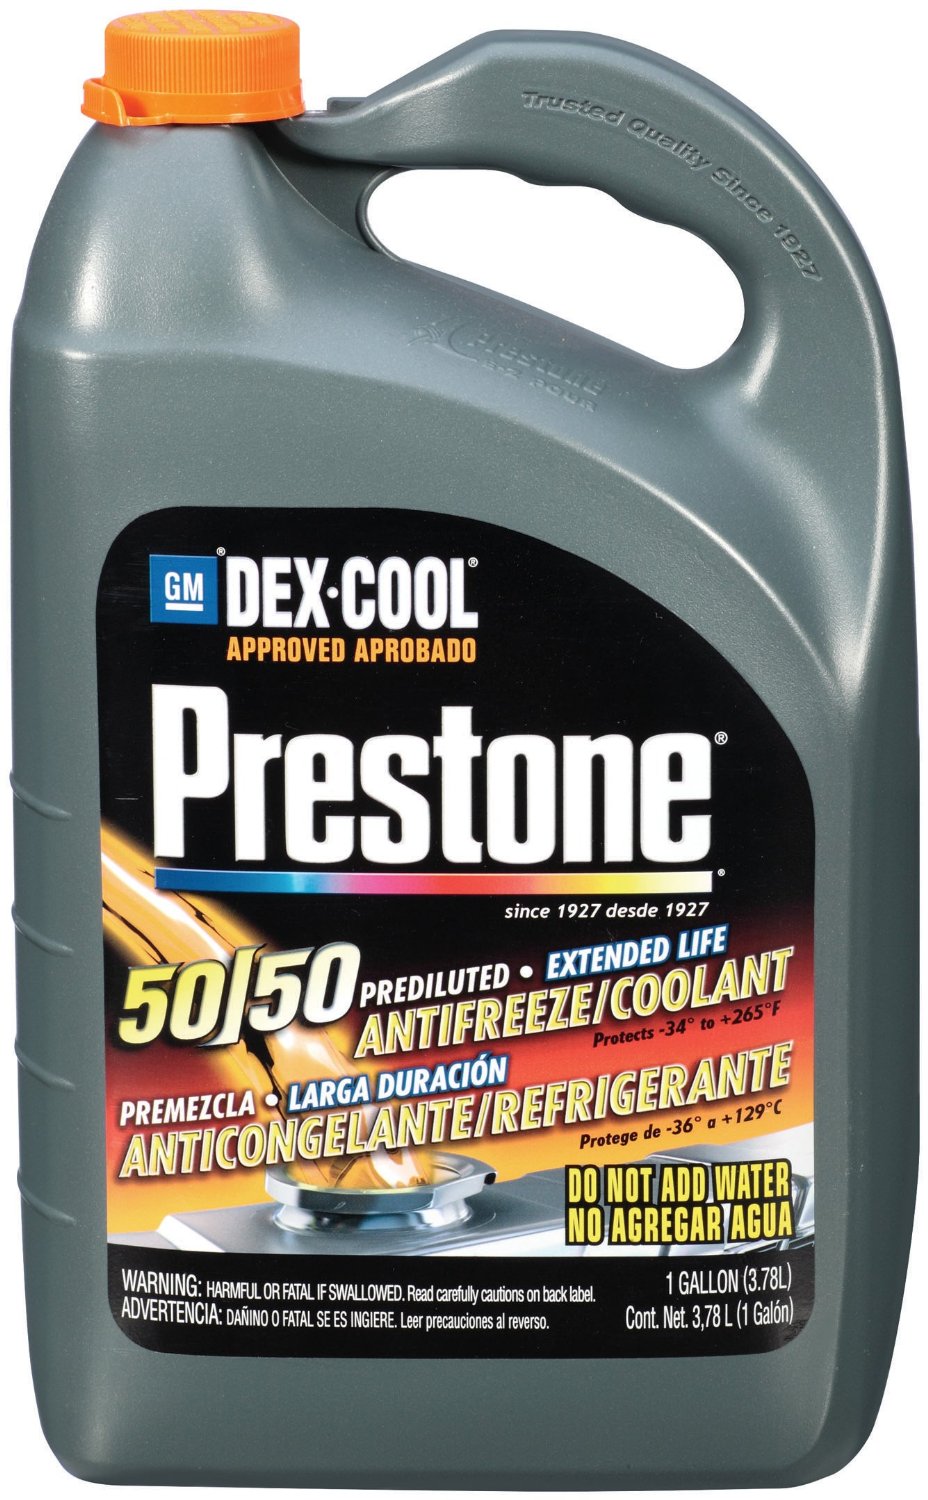 Trusted Quality Since 1927
Prestone
GM® DEX·COOL®
APPROVED APROBADO
Prestone®
®
since 1927 desde 1927
50/50 PREDILUTED • EXTENDED LIFE
ANTIFREEZE/COOLANT
Protects -34° to +265°F
PREMEZCLA • LARGA DURACIÓN
ANTICONGELANTE/REFRIGERANTE
Protege de -36° a +129°C
DO NOT ADD WATER
NO AGREGAR AGUA
WARNING: HARMFUL OR FATAL IF SWALLOWED. Read carefully cautions on back label.
ADVERTENCIA: DAÑINO O FATAL SE ES INGIERE. Leer precauciones al reverso.
1 GALLON (3.78L)
Cont. Net. 3,78 L (1 Galón)